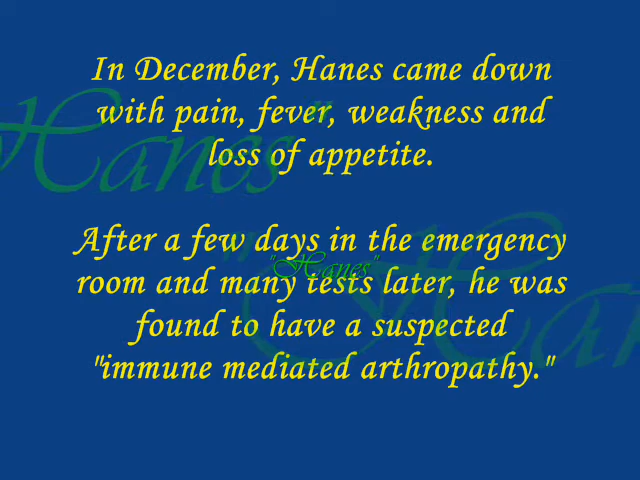 In December, Hanes came down
with pain, fever, weakness and
loss of appetite.
After a few days in the emergency
room and many tests later, he was
found to have a suspected
"immune mediated arthropathy."
Hanes"
"Hanes"
"Han